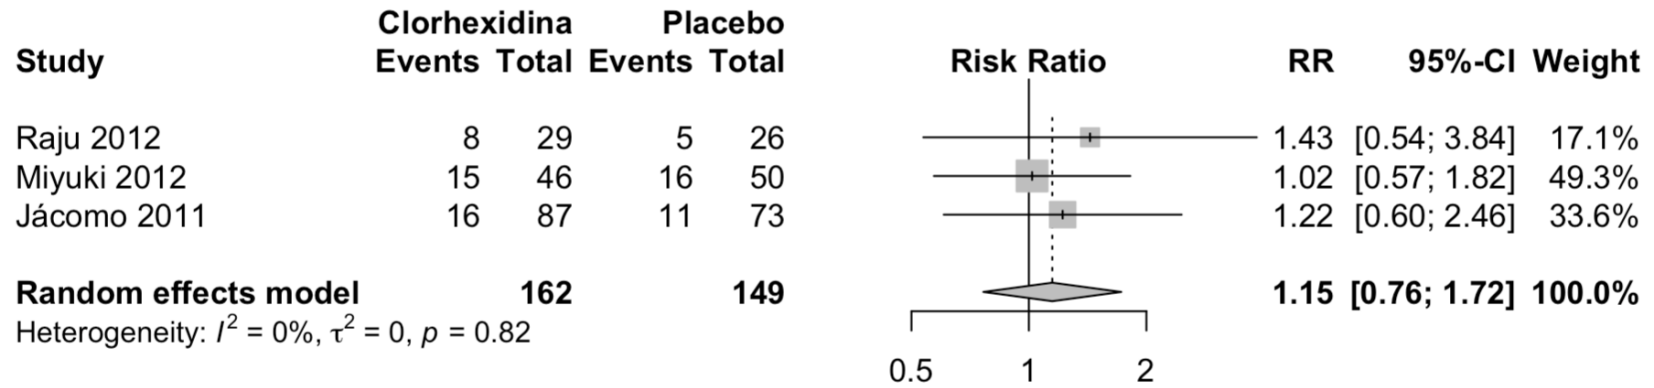 Clorhexidina Placebo
Study Events Total Events Total Risk Ratio RR 95%-CI Weight
Raju 2012 8 29 5 26 1.43 [0.54; 3.84] 17.1%
Miyuki 2012 15 46 16 50 1.02 [0.57; 1.82] 49.3%
Jácomo 2011 16 87 11 73 1.22 [0.60; 2.46] 33.6%
Random effects model 162 149 1.15 [0.76; 1.72] 100.0%
Heterogeneity: I² = 0%, τ² = 0, p = 0.82
0.5 1 2